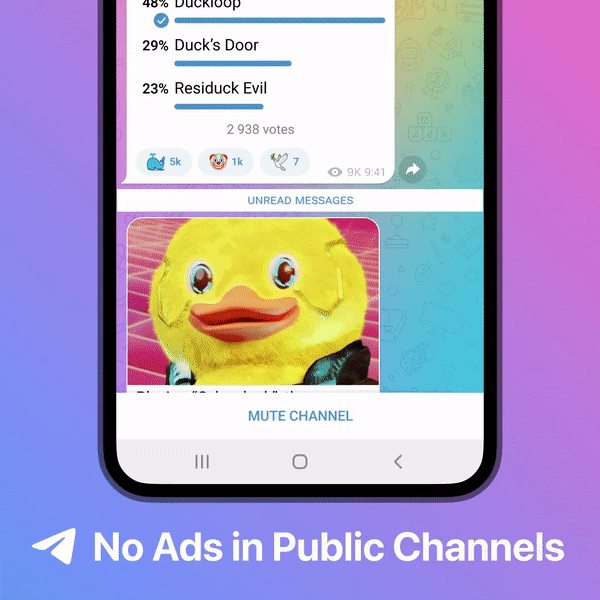 48% Duckloop
29% Duck's Door
23% Residuck Evil
2 938 votes
5k 1k 7
9K 9:41
UNREAD MESSAGES
MUTE CHANNEL
No Ads in Public Channels